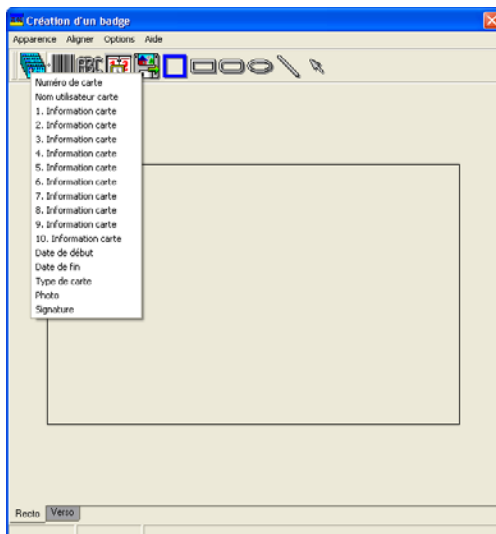 Création d'un badge
Apparence Aligner Options Aide
ABC
Numéro de carte
Nom utilisateur carte
1. Information carte
2. Information carte
3. Information carte
4. Information carte
5. Information carte
6. Information carte
7. Information carte
8. Information carte
9. Information carte
10. Information carte
Date de début
Date de fin
Type de carte
Photo
Signature
Recto Verso